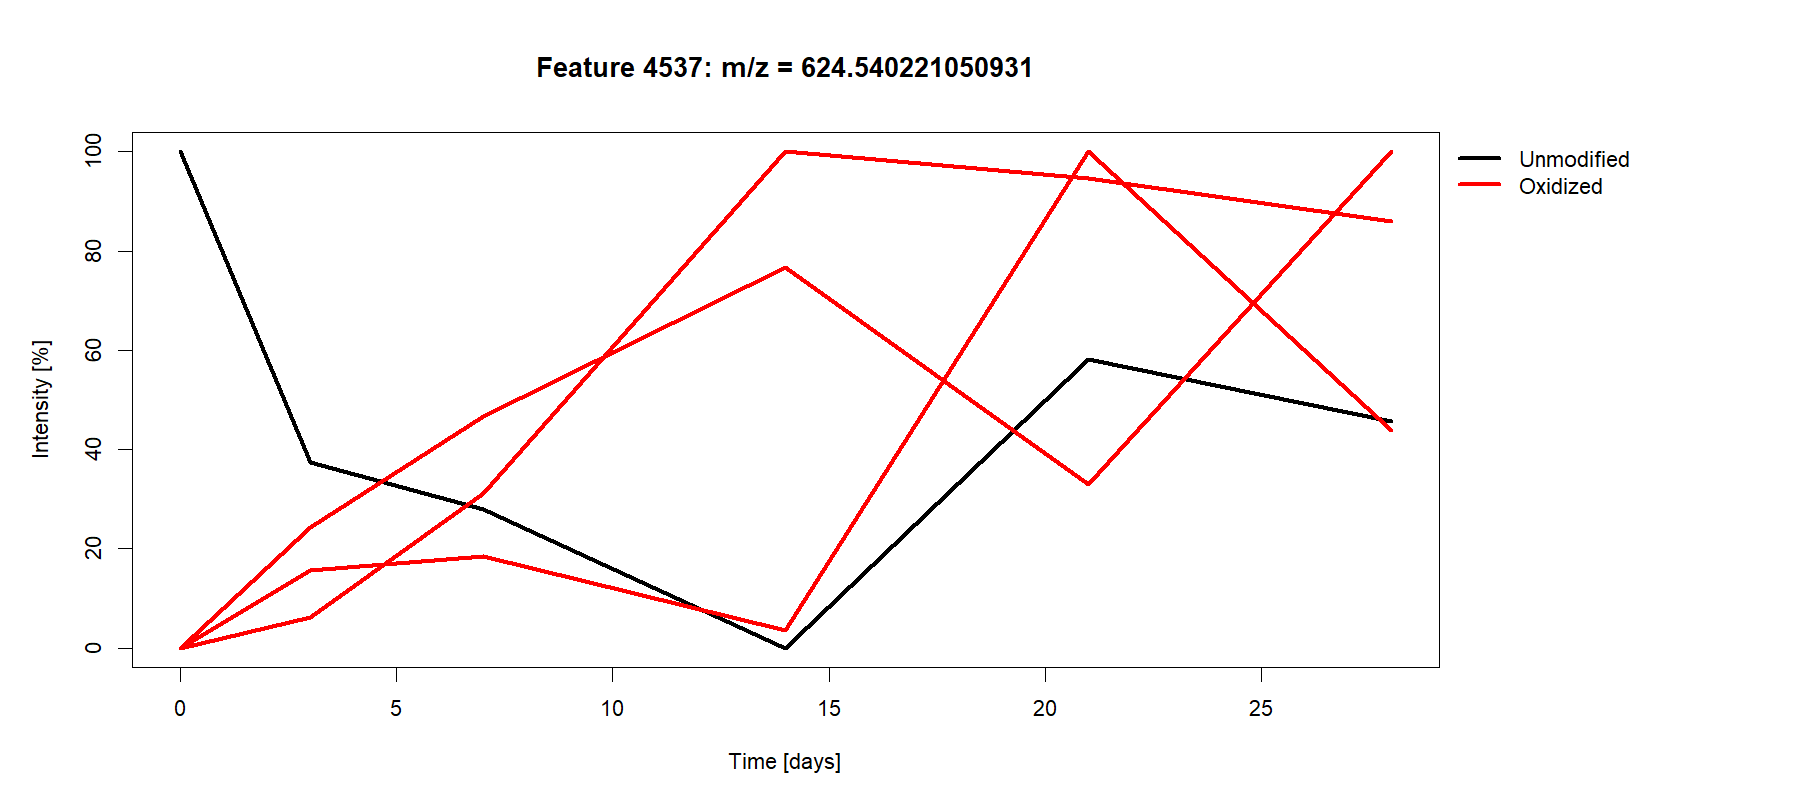 Feature 4537: m/z = 624.540221050931
Unmodified
Oxidized
Intensity [%]
100
80
60
40
20
0
0 5 10 15 20 25
Time [days]